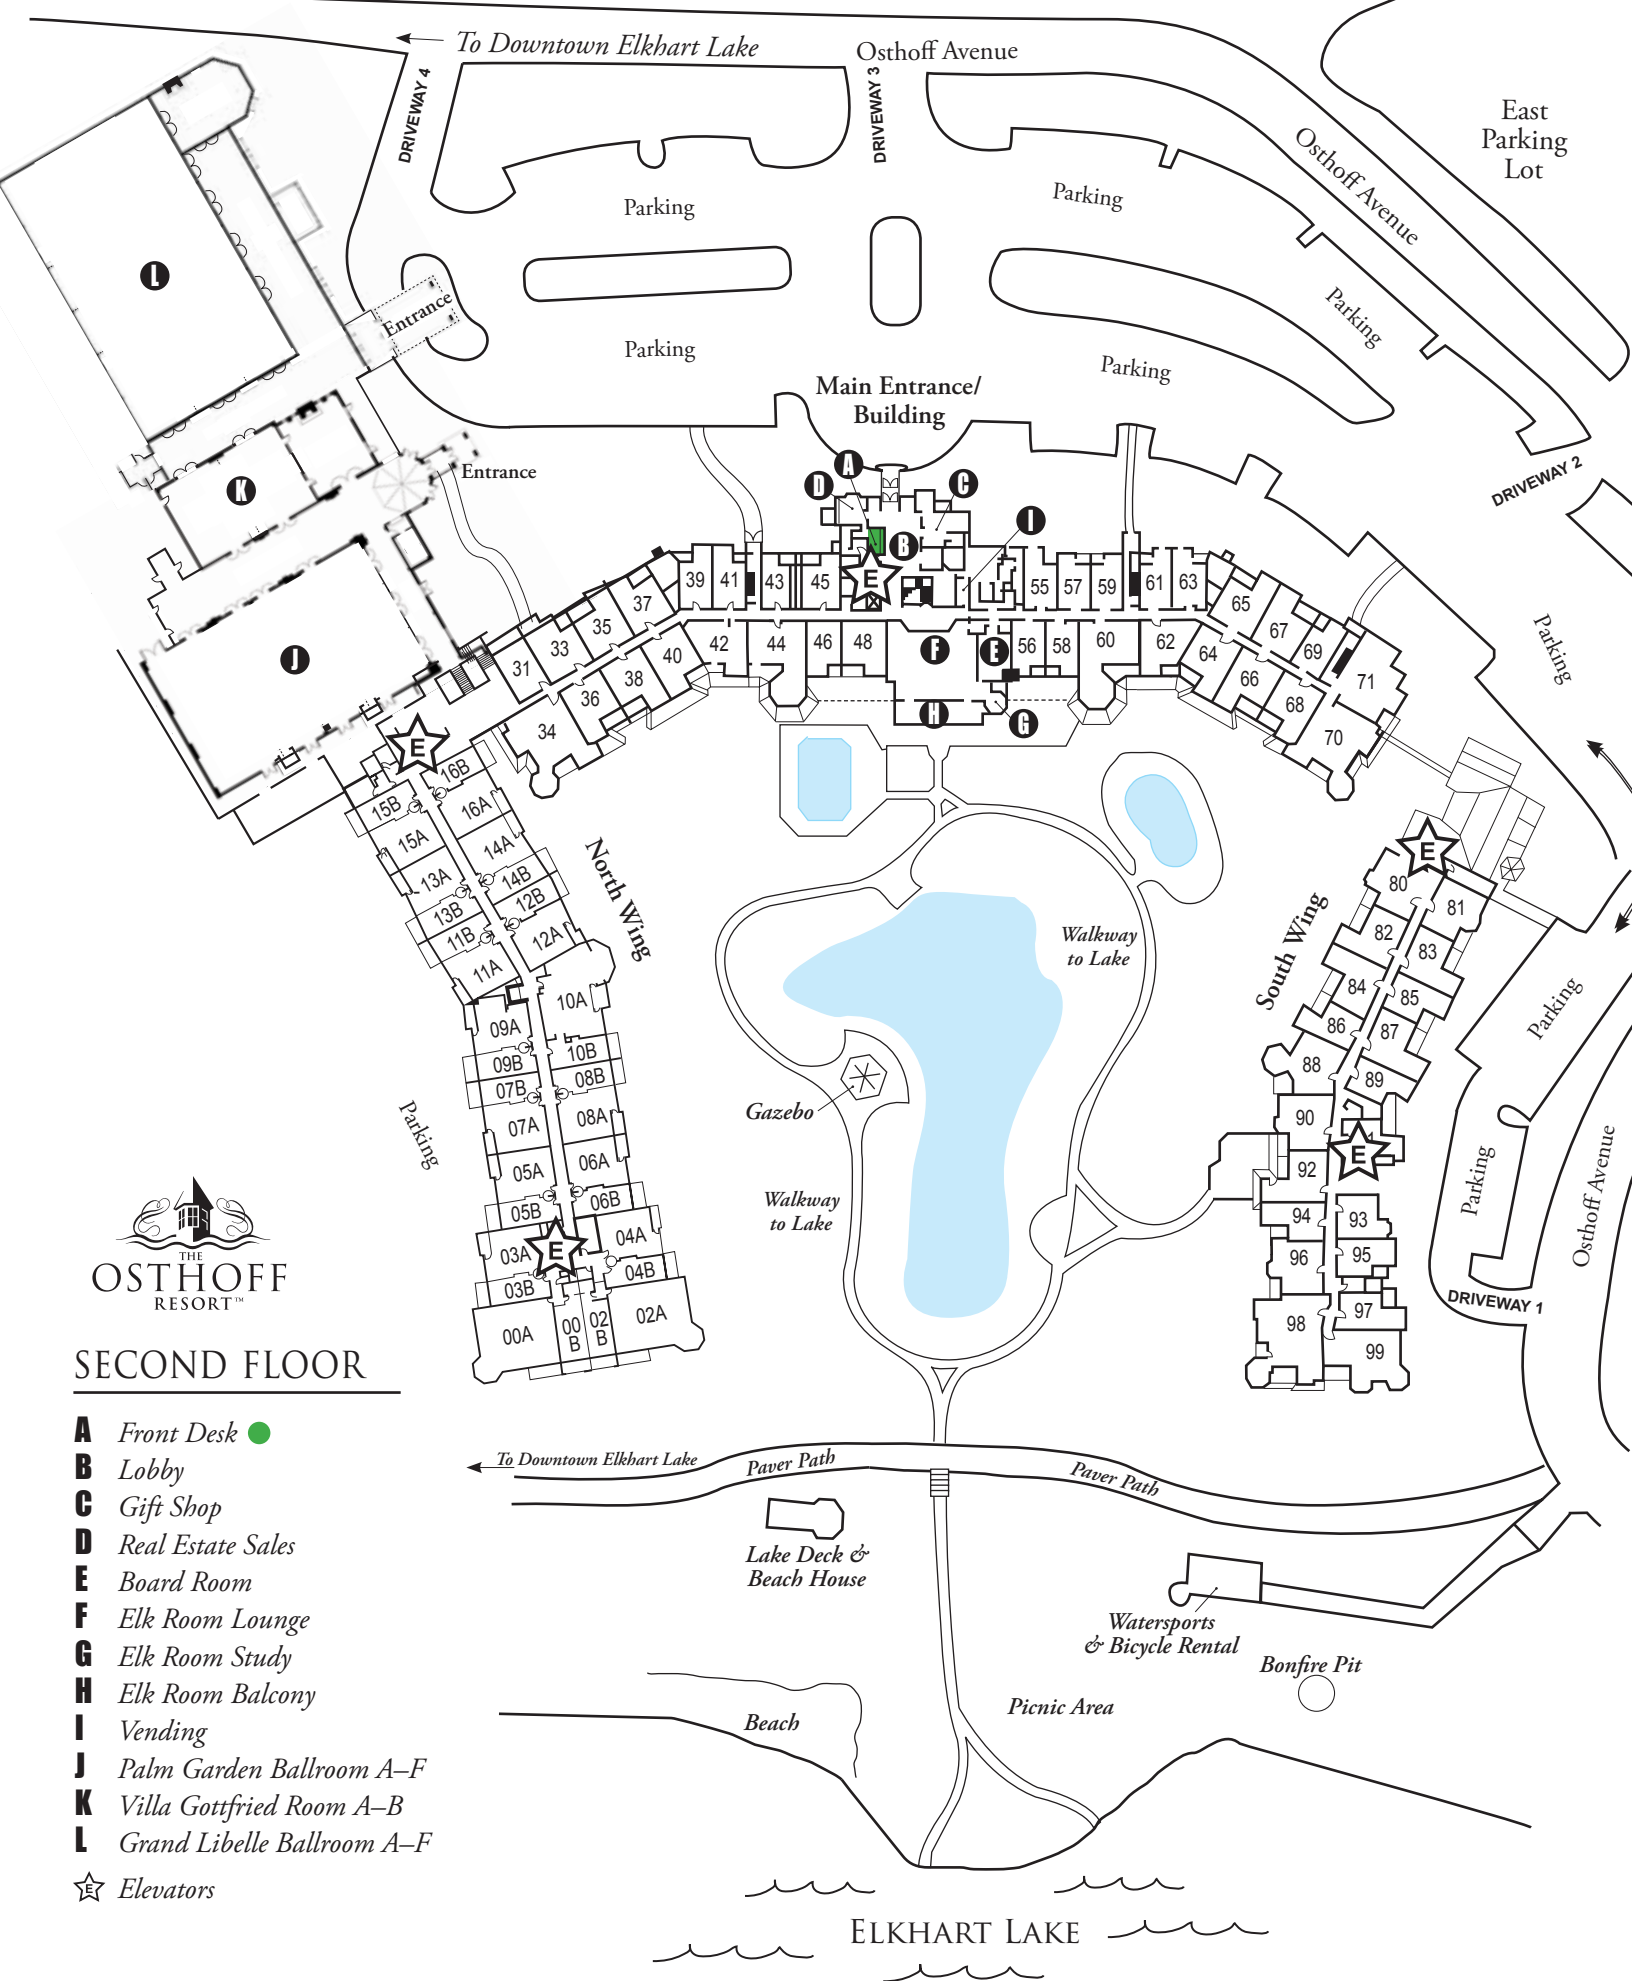 To Downtown Elkhart Lake
Osthoff Avenue
DRIVEWAY 4
DRIVEWAY 3
East
Parking
Lot
Osthoff Avenue
Parking
Parking
Parking
Parking
Parking
L
Entrance
Main Entrance/
Building
DRIVEWAY 2
K
Entrance
A
D
C
I
B
E
J
39
41
43
45
55
57
59
61
63
37
35
33
31
65
67
69
71
42
44
46
48
F
E
56
58
60
62
64
66
68
70
40
38
36
34
H
G
Parking
E
16B
15B
16A
15A
14A
13A
14B
13B
12B
11B
12A
11A
North Wing
10A
09A
10B
09B
08B
07B
08A
07A
06A
05A
06B
05B
04A
03A
E
04B
03B
02A
00A
00
B
02
B
Parking
Walkway
to Lake
South Wing
E
80
81
82
83
84
85
86
87
88
89
90
E
92
93
94
95
96
97
98
99
Parking
Parking
Osthoff Avenue
DRIVEWAY 1
Gazebo
Walkway
to Lake
THE
OSTHOFF
RESORT™
SECOND FLOOR
A Front Desk
B Lobby
C Gift Shop
D Real Estate Sales
E Board Room
F Elk Room Lounge
G Elk Room Study
H Elk Room Balcony
I Vending
J Palm Garden Ballroom A–F
K Villa Gottfried Room A–B
L Grand Libelle Ballroom A–F
E Elevators
To Downtown Elkhart Lake
Paver Path
Paver Path
Lake Deck &
Beach House
Watersports
& Bicycle Rental
Bonfire Pit
Picnic Area
Beach
ELKHART LAKE